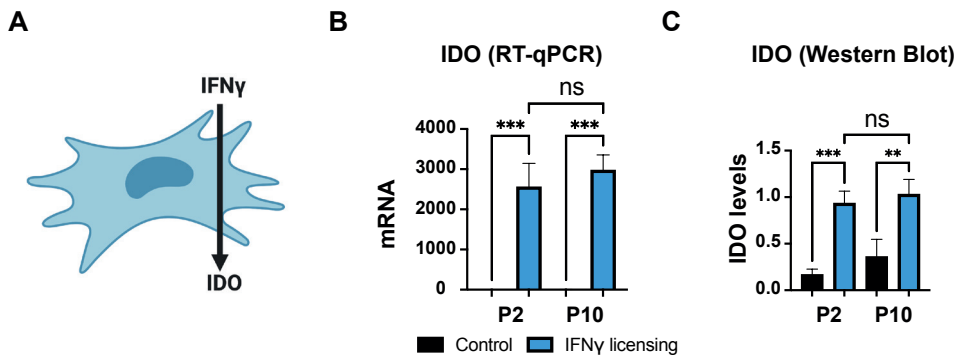 A
IFNγ
IDO
B
IDO (RT-qPCR)
ns
*** ***
4000
3000
2000
1000
0
mRNA
P2 P10
C
IDO (Western Blot)
ns
*** **
1.5
1.0
0.5
0.0
IDO levels
P2 P10
Control IFNγ licensing